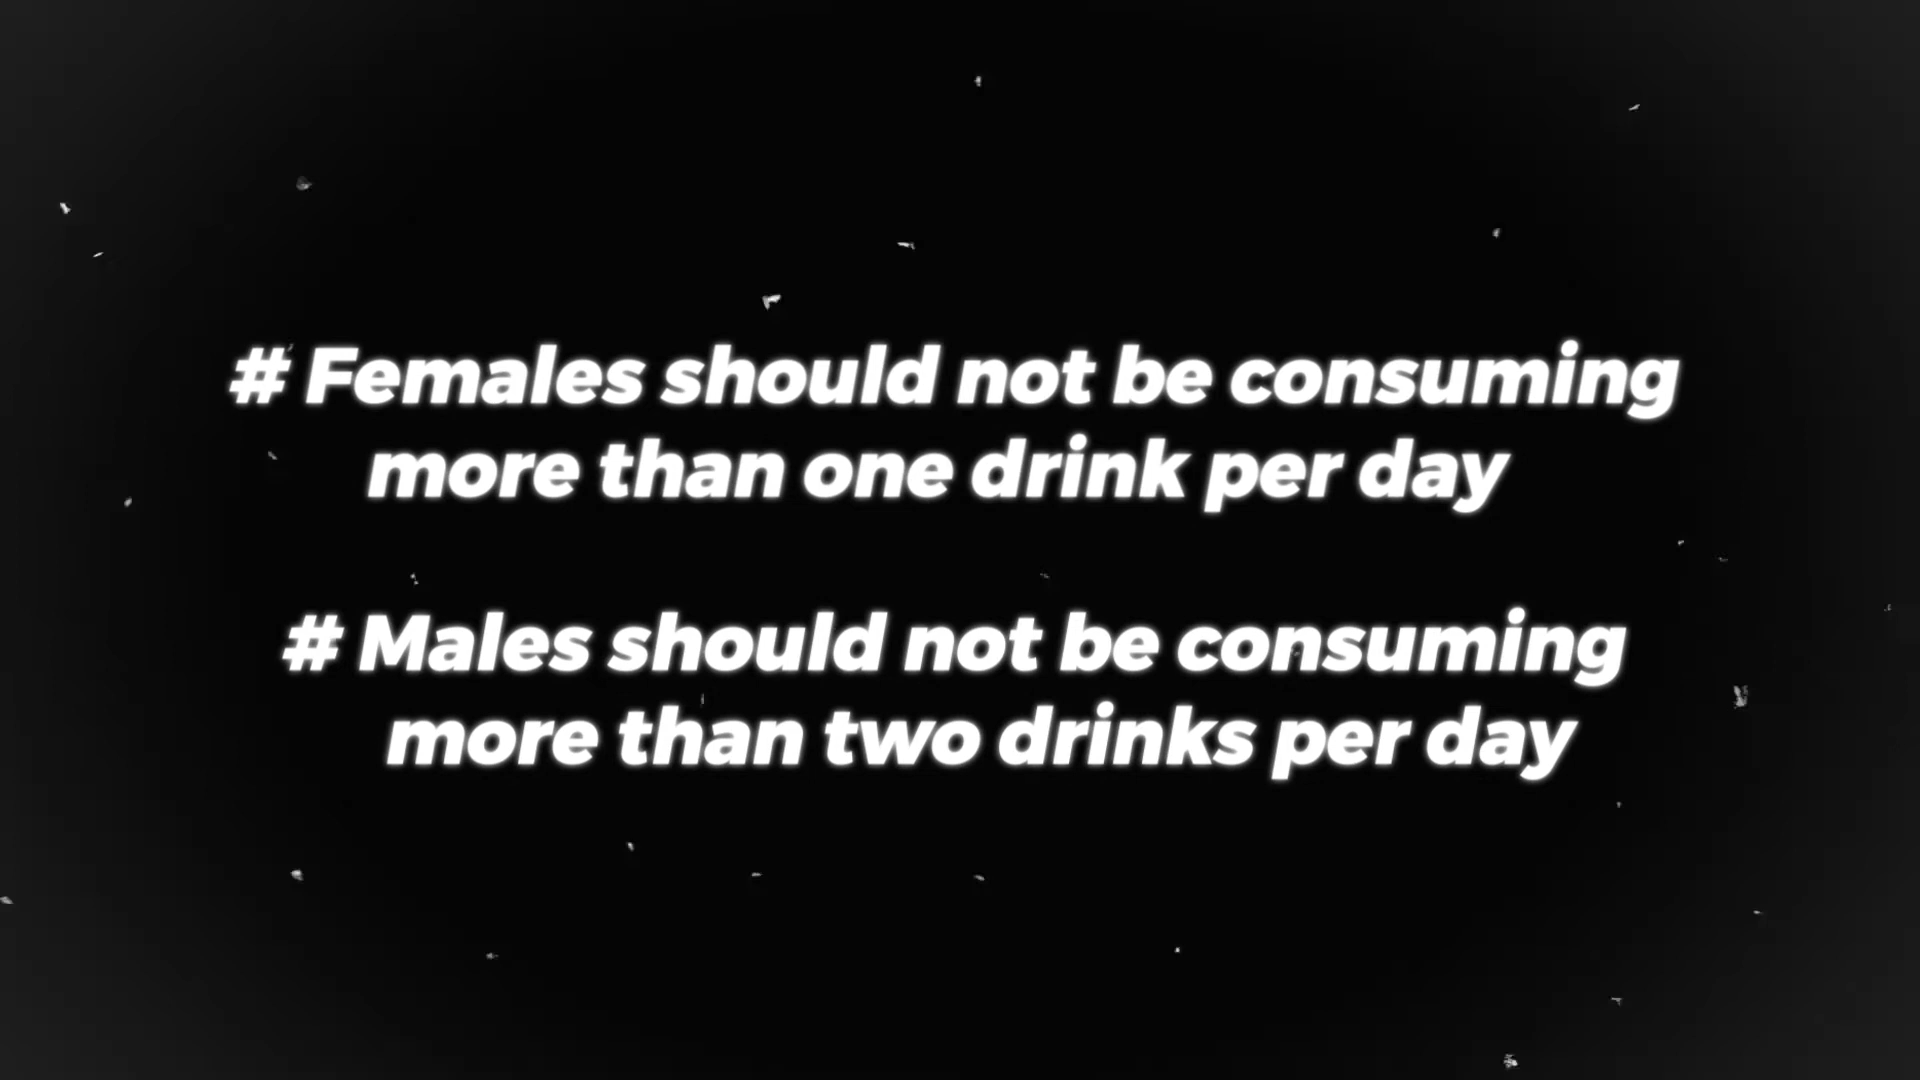 # Females should not be consuming
more than one drink per day
# Males should not be consuming
more than two drinks per day